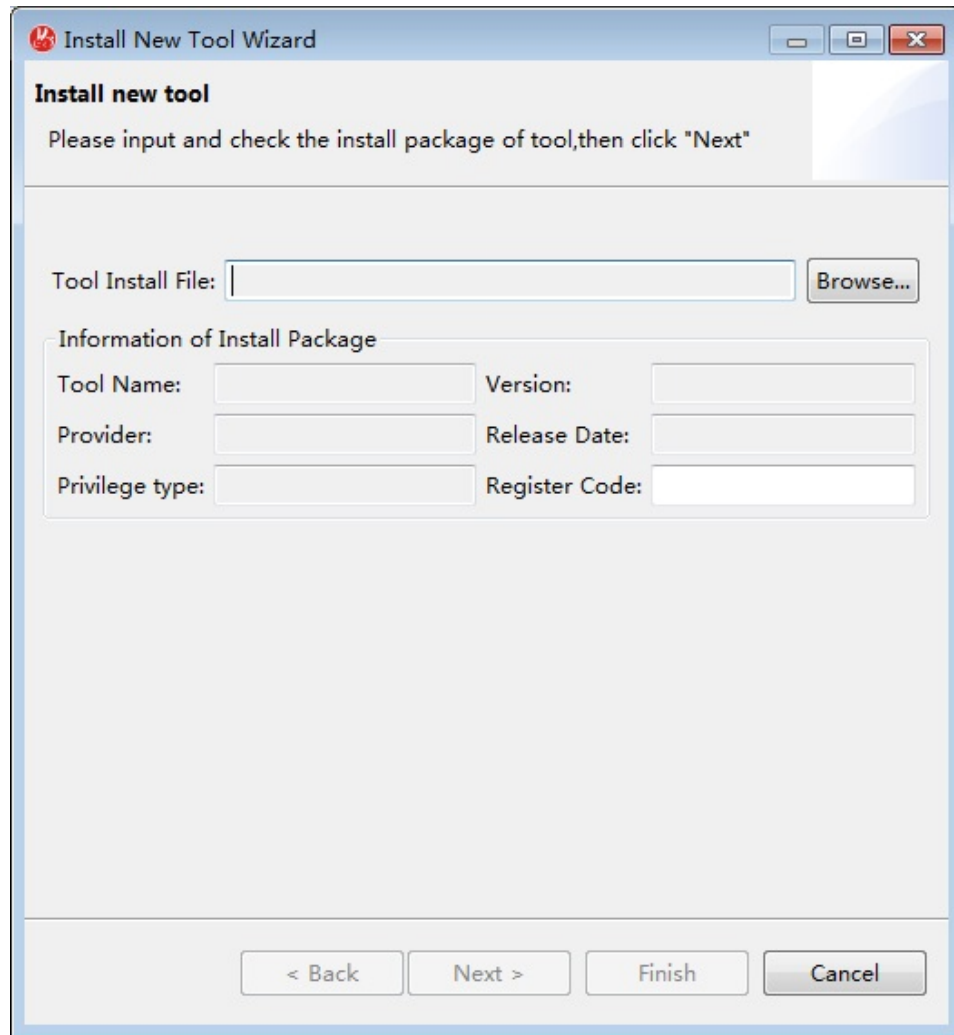 Install New Tool Wizard
Install new tool
Please input and check the install package of tool,then click "Next"
Tool Install File: Browse...
Information of Install Package
Tool Name: Version:
Provider: Release Date:
Privilege type: Register Code:
< Back Next > Finish Cancel